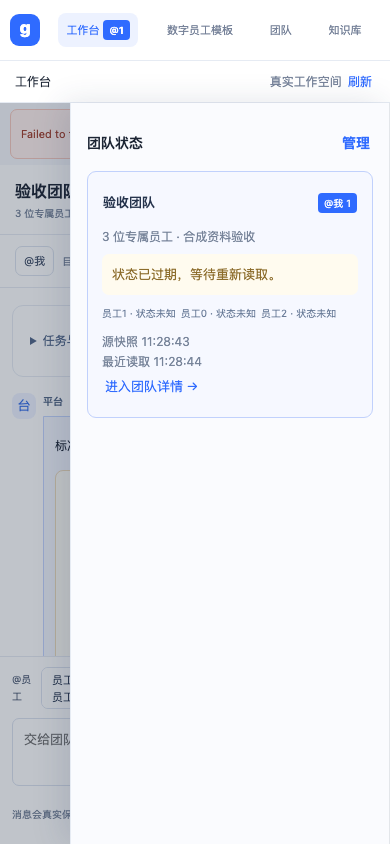 g 工作台 @1 数字员工模板 团队 知识库
工作台 真实工作空间 刷新
Failed to
团队状态 管理
验收团队 @我 1
3 位专属员工 · 合成资料验收
状态已过期，等待重新读取。
员工1 · 状态未知 员工0 · 状态未知 员工2 · 状态未知
源快照 11:28:43
最近读取 11:28:44
进入团队详情 →
验收团队
3 位专属员工
@我
▶ 任务
台 平台
标准
@员工
员工
员工
交给团队
消息会真实保